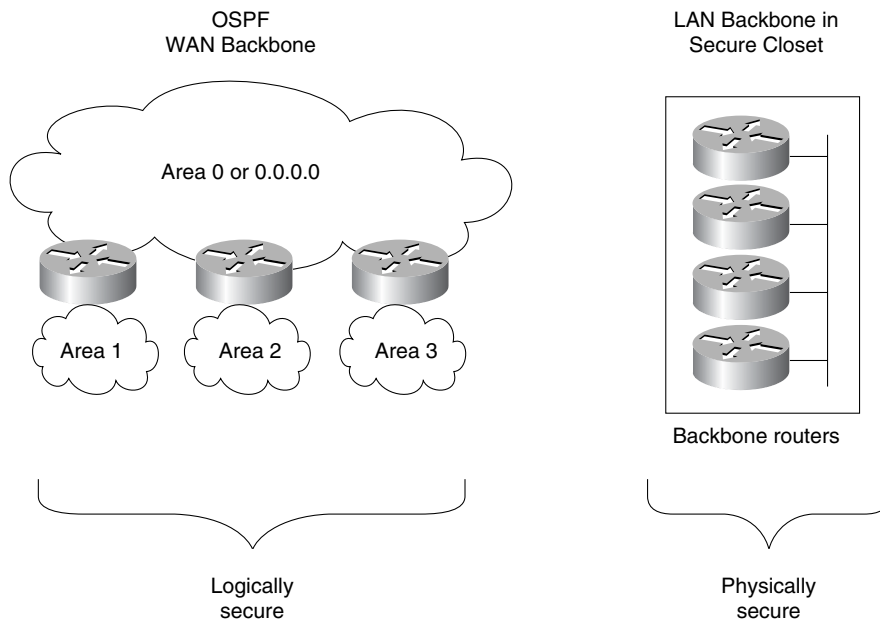 OSPF
WAN Backbone
Area 0 or 0.0.0.0
Area 1
Area 2
Area 3
Logically
secure
LAN Backbone in
Secure Closet
Backbone routers
Physically
secure